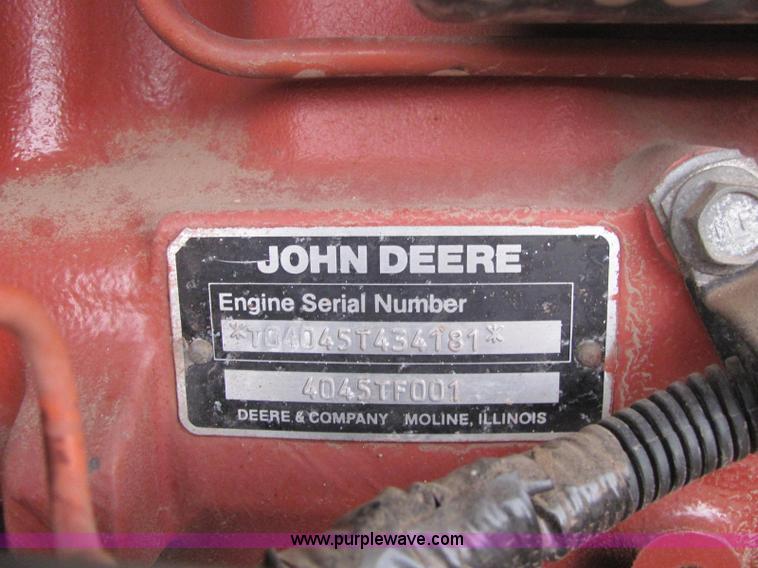 JOHN DEERE
Engine Serial Number
*T04045T434181*
4045TF001
DEERE & COMPANY MOLINE, ILLINOIS
www.purplewave.com